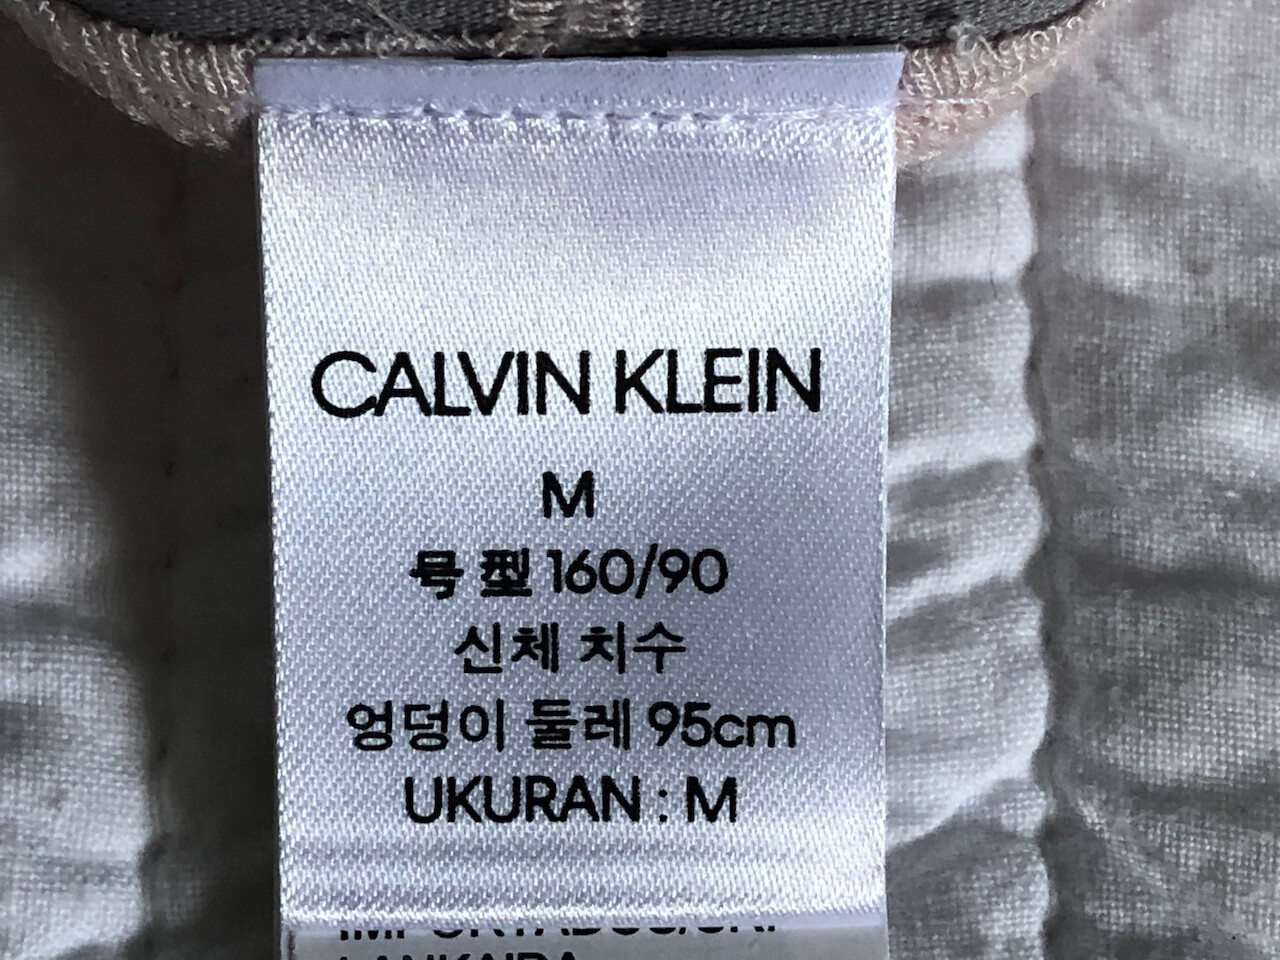 CALVIN KLEIN
M
号型 160/90
신체 치수
엉덩이 둘레 95cm
UKURAN : M